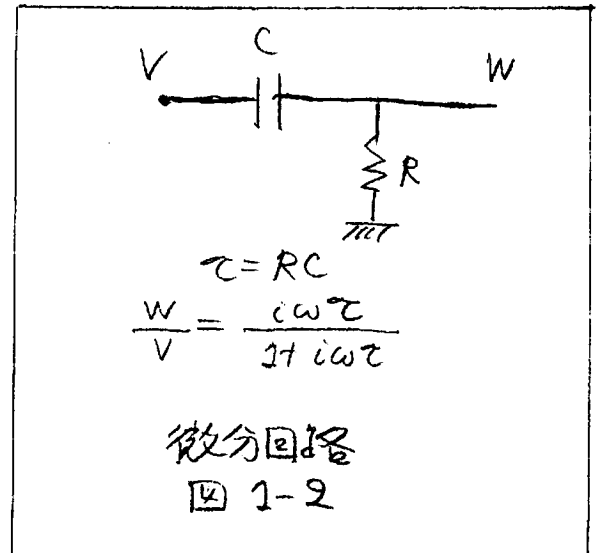 V C W
R
τ = RC
W/V = iωτ/(1+iωτ)
微分回路
図 1-2